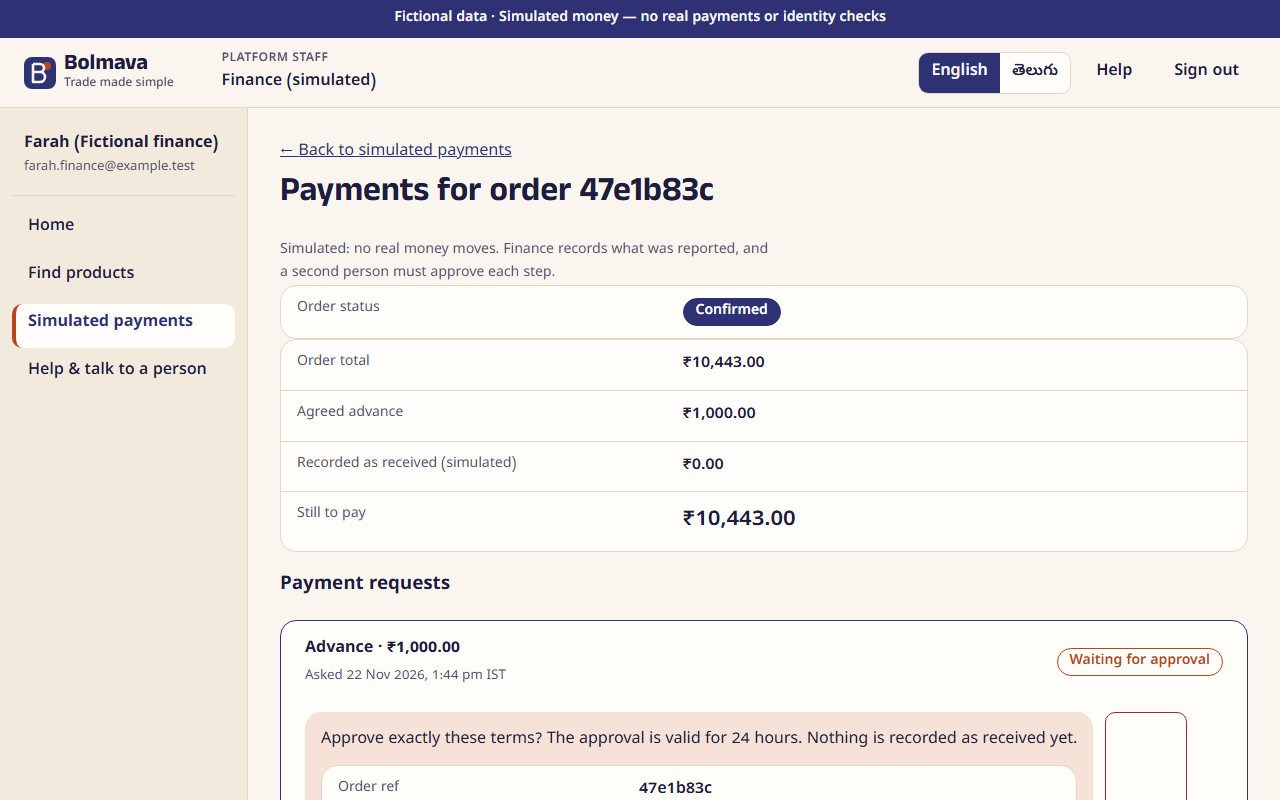 Fictional data · Simulated money — no real payments or identity checks
B
Bolmava
Trade made simple
PLATFORM STAFF
Finance (simulated)
English
తెలుగు
Help
Sign out
Farah (Fictional finance)
farah.finance@example.test
Home
Find products
Simulated payments
Help & talk to a person
← Back to simulated payments
Payments for order 47e1b83c
Simulated: no real money moves. Finance records what was reported, and
a second person must approve each step.
Order status
Confirmed
Order total
₹10,443.00
Agreed advance
₹1,000.00
Recorded as received (simulated)
₹0.00
Still to pay
₹10,443.00
Payment requests
Advance · ₹1,000.00
Asked 22 Nov 2026, 1:44 pm IST
Waiting for approval
Approve exactly these terms? The approval is valid for 24 hours. Nothing is recorded as received yet.
Order ref
47e1b83c